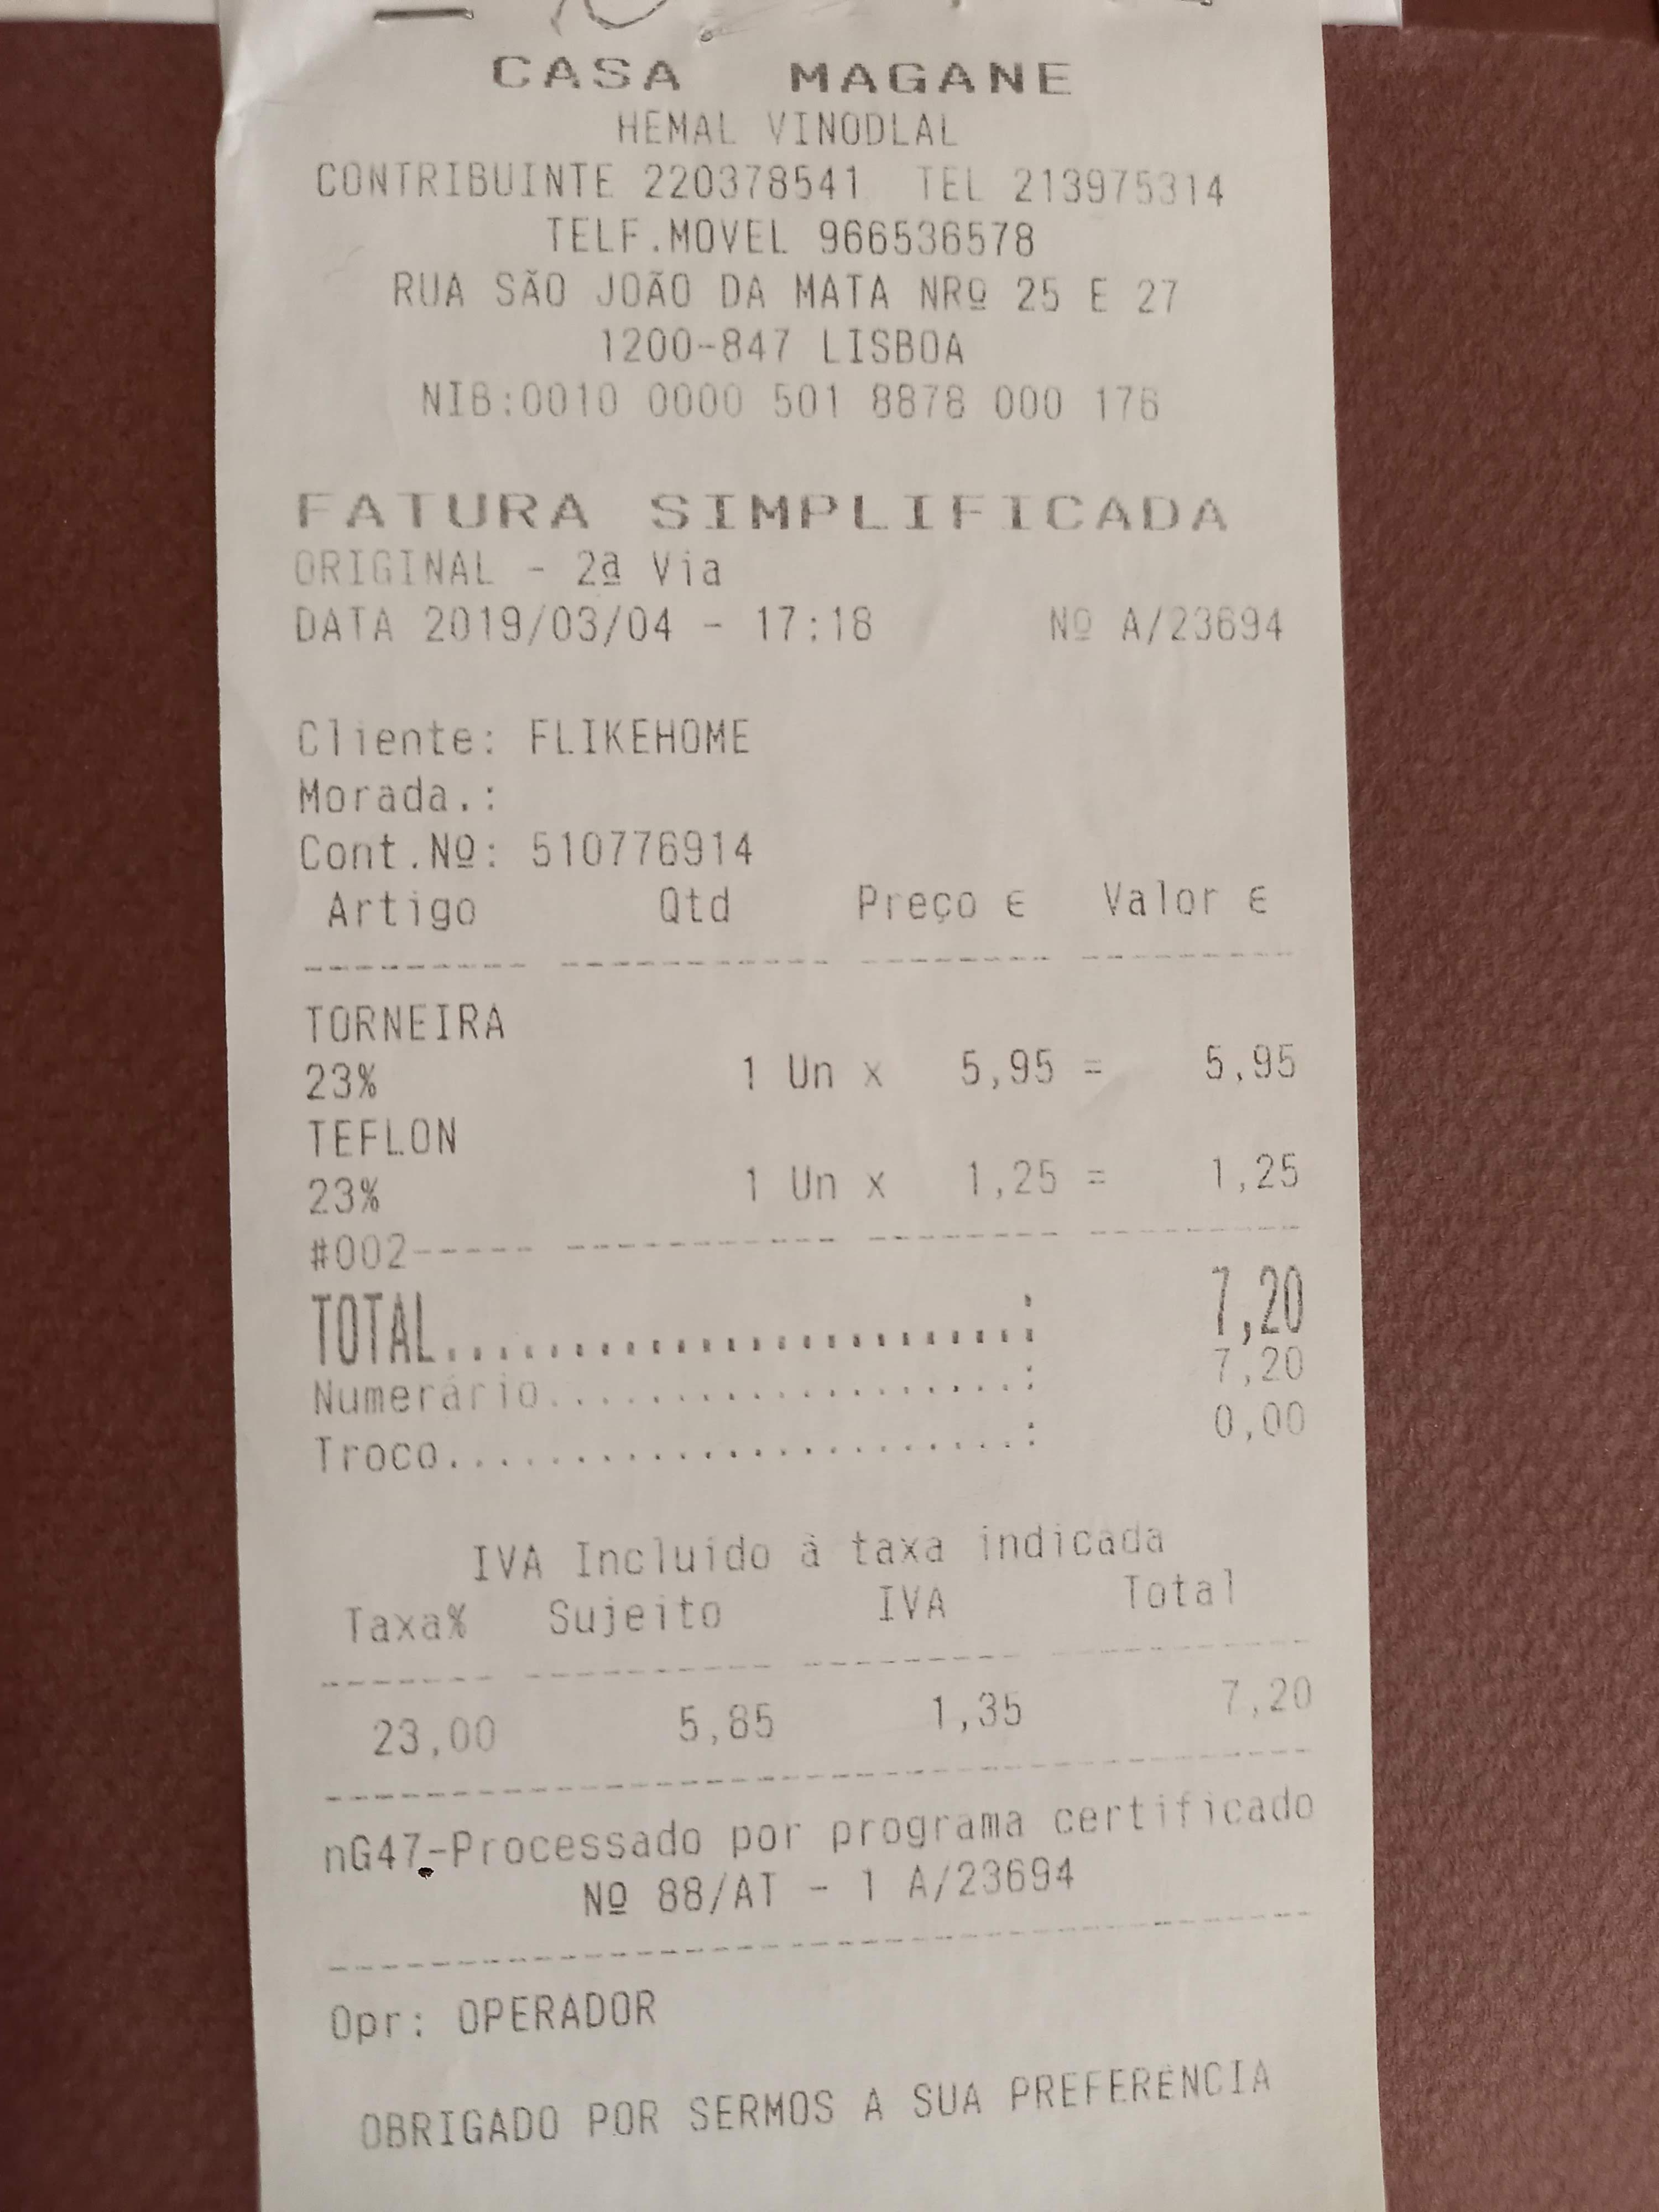 CASA MAGANE
HEMAL VINODLAL
CONTRIBUINTE 220378541 TEL 213975314
TELF.MOVEL 966536578
RUA SÃO JOÃO DA MATA NRº 25 E 27
1200-847 LISBOA
NIB:0010 0000 501 8878 000 176
FATURA SIMPLIFICADA
ORIGINAL - 2ª Via
DATA 2019/03/04 - 17:18 Nº A/23694
Cliente: FLIKEHOME
Morada.:
Cont.Nº: 510776914
Artigo Qtd Preço € Valor €
TORNEIRA
23% 1 Un x 5,95 = 5,95
TEFLON
23% 1 Un x 1,25 = 1,25
#002----- ----------- -------- ---------
TOTAL.......................: 7,20
Numerário...................: 7,20
Troco.......................: 0,00
IVA Incluído à taxa indicada
Taxa% Sujeito IVA Total
23,00 5,85 1,35 7,20
nG47-Processado por programa certificado
Nº 88/AT - 1 A/23694
Opr: OPERADOR
OBRIGADO POR SERMOS A SUA PREFERÊNCIA